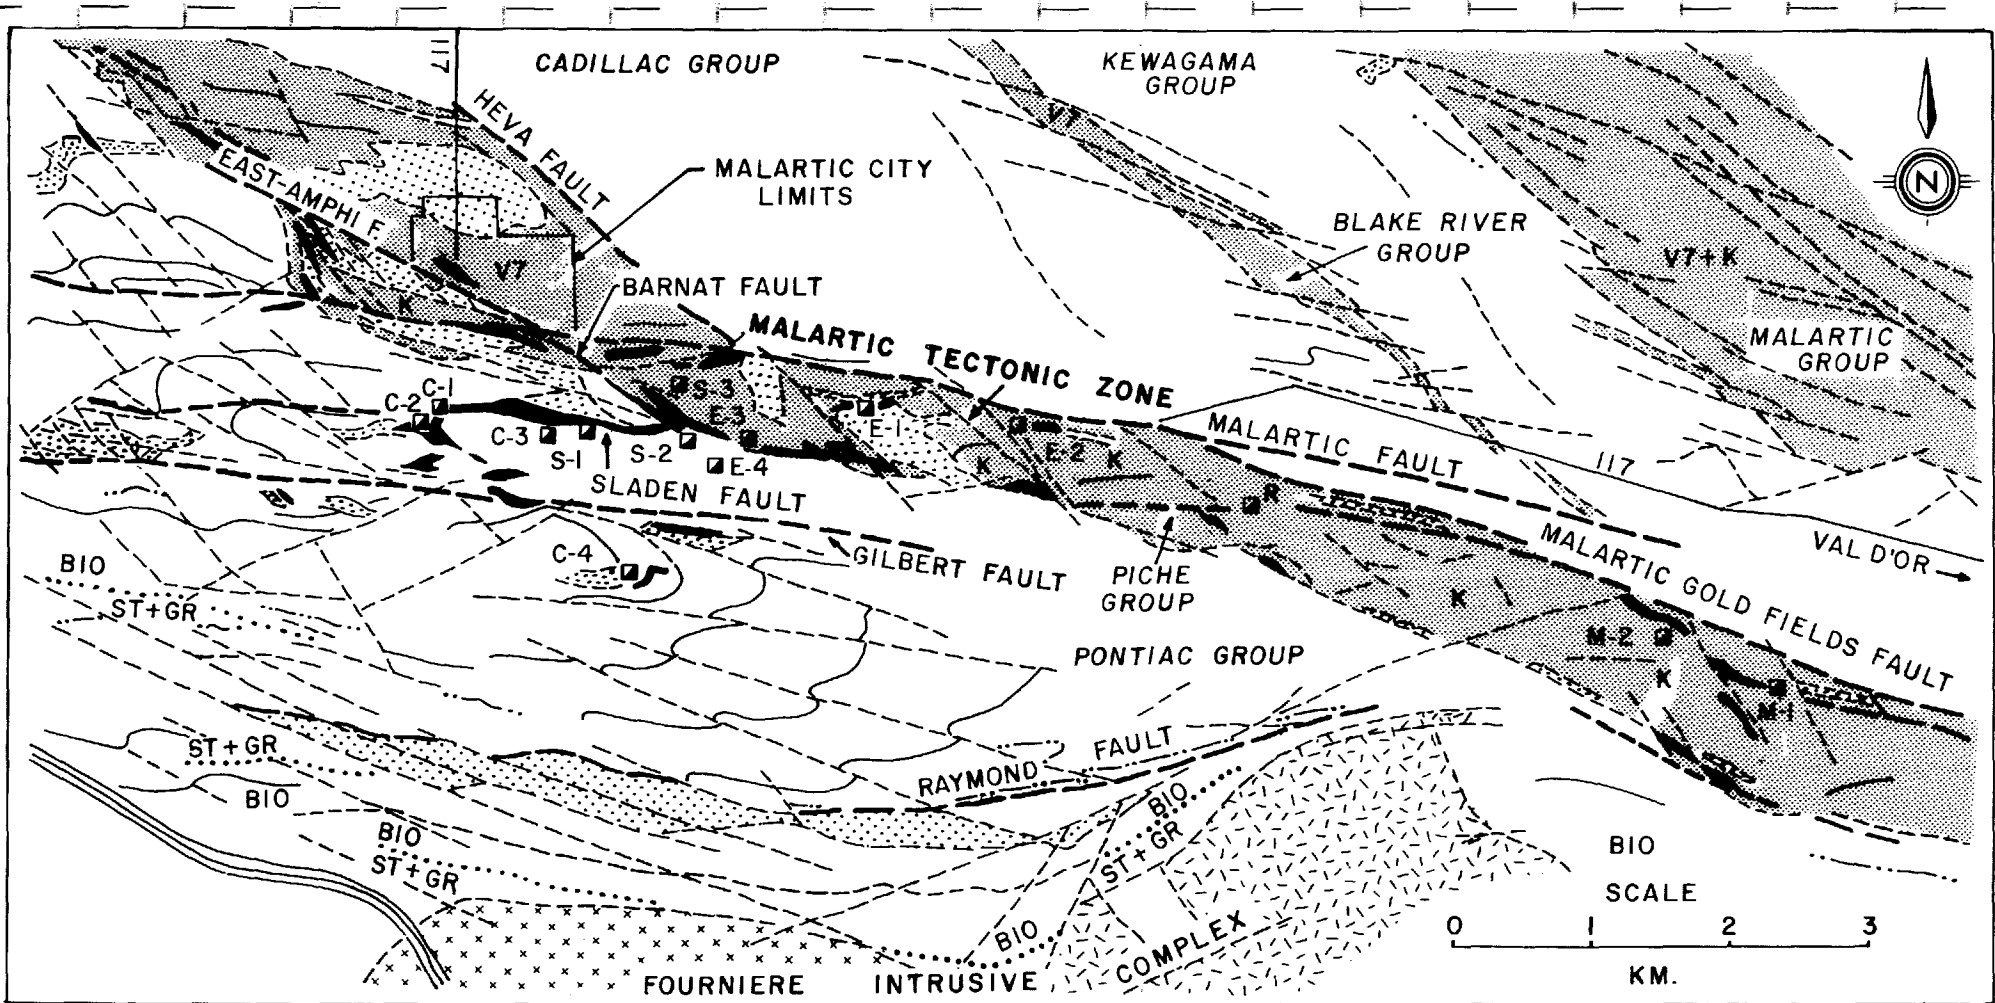 117
CADILLAC GROUP
KEWAGAMA
GROUP
HEVA FAULT
V7
N
EAST-AMPHI F.
MALARTIC CITY
LIMITS
BLAKE RIVER
GROUP
V7
V7+K
K
BARNAT FAULT
MALARTIC TECTONIC ZONE
MALARTIC
GROUP
C-1
C-2
S-3
E-3
E-1
C-3
S-1
S-2
E-4
K
E-2
K
MALARTIC FAULT
117
SLADEN FAULT
R
C-4
GILBERT FAULT
PICHE
GROUP
MALARTIC GOLD FIELDS FAULT
VAL D'OR
BIO
ST+GR
K
M-2
K
M-1
PONTIAC GROUP
ST+GR
BIO
RAYMOND FAULT
BIO
ST+GR
BIO
ST+GR
BIO
BIO
SCALE
0 1 2 3
KM.
FOURNIERE INTRUSIVE COMPLEX